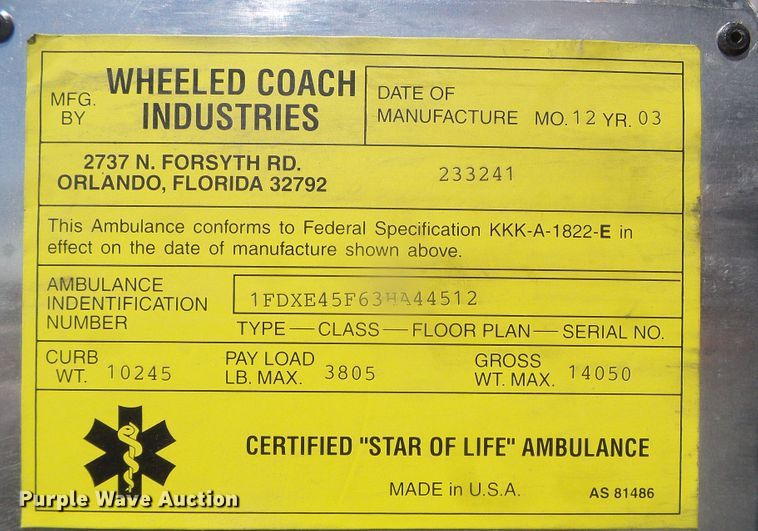 MFG. BY WHEELED COACH INDUSTRIES
DATE OF MANUFACTURE MO. 12 YR. 03
2737 N. FORSYTH RD.
ORLANDO, FLORIDA 32792
233241
This Ambulance conforms to Federal Specification KKK-A-1822-E in
effect on the date of manufacture shown above.
AMBULANCE
INDENTIFICATION
NUMBER
1FDXE45F63HA44512
TYPE — CLASS — FLOOR PLAN — SERIAL NO.
CURB WT. 10245
PAY LOAD LB. MAX. 3805
GROSS WT. MAX. 14050
CERTIFIED "STAR OF LIFE" AMBULANCE
MADE in U.S.A.
AS 81486
Purple Wave Auction